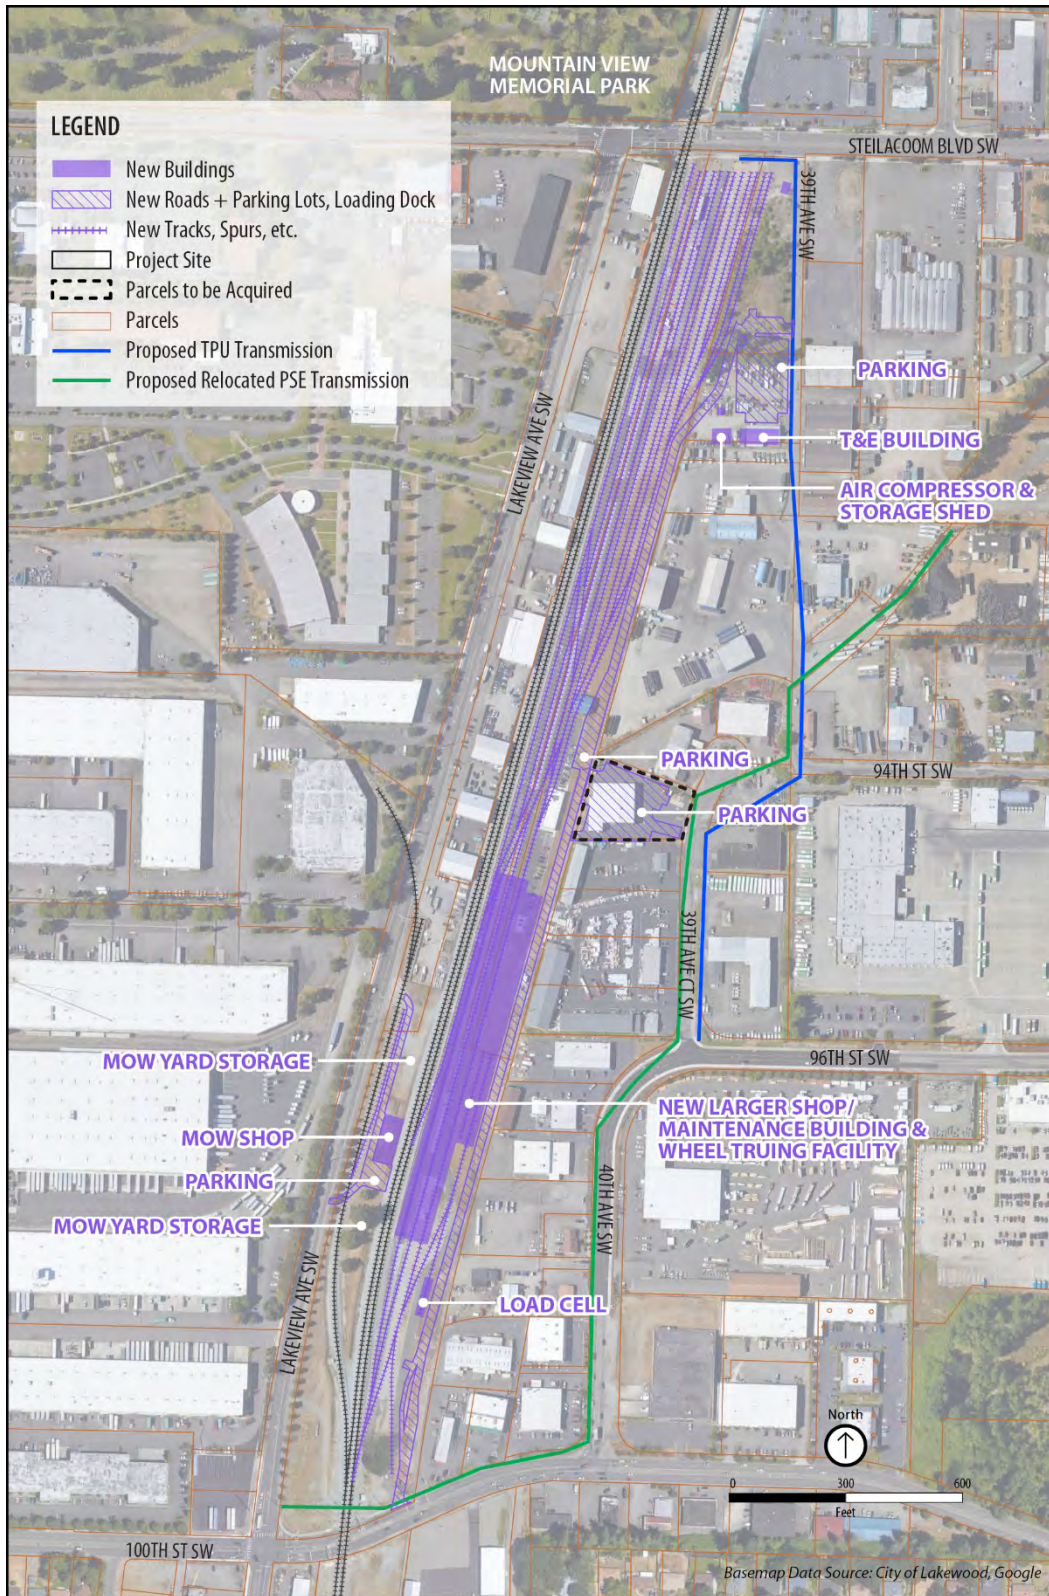 MOUNTAIN VIEW
MEMORIAL PARK
LEGEND
New Buildings
New Roads + Parking Lots, Loading Dock
New Tracks, Spurs, etc.
Project Site
Parcels to be Acquired
Parcels
Proposed TPU Transmission
Proposed Relocated PSE Transmission
STEILACOOM BLVD SW
39TH AVE SW
PARKING
LAKEVIEW AVE SW
T&E BUILDING
AIR COMPRESSOR &
STORAGE SHED
PARKING
94TH ST SW
PARKING
39TH AVE CT SW
MOW YARD STORAGE
96TH ST SW
NEW LARGER SHOP/
MAINTENANCE BUILDING &
WHEEL TRUING FACILITY
MOW SHOP
PARKING
MOW YARD STORAGE
40TH AVE SW
LAKEVIEW AVE SW
LOAD CELL
North
0 300 600
Feet
100TH ST SW
Basemap Data Source: City of Lakewood, Google